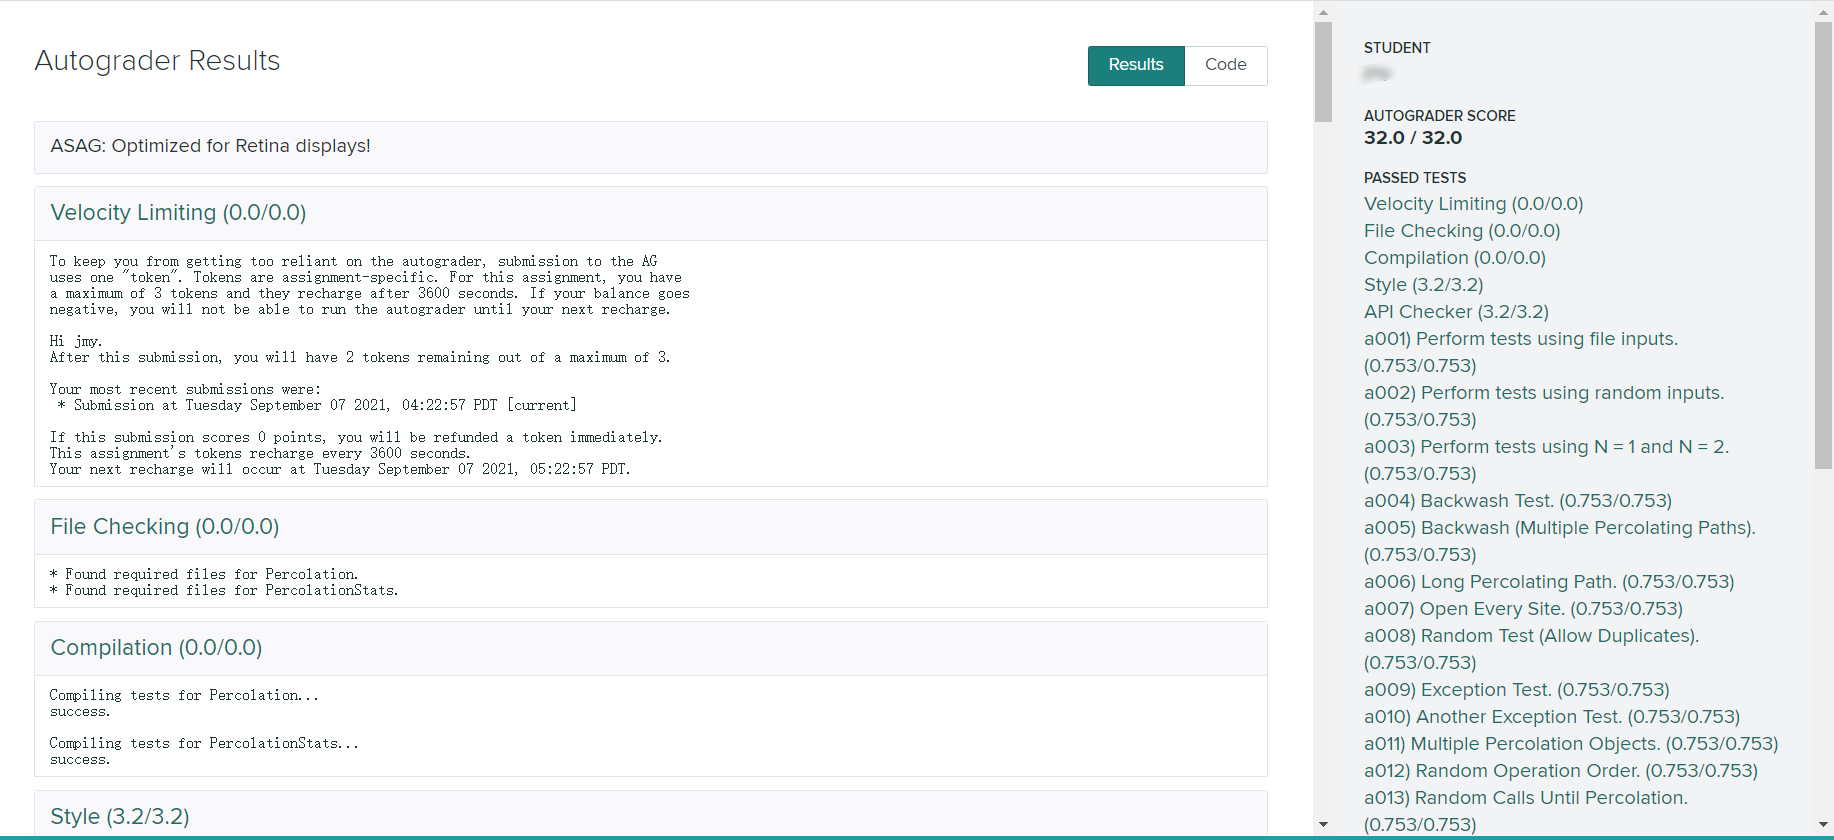 Autograder Results
Results
Code
ASAG: Optimized for Retina displays!
Velocity Limiting (0.0/0.0)
To keep you from getting too reliant on the autograder, submission to the AG
uses one "token". Tokens are assignment-specific. For this assignment, you have
a maximum of 3 tokens and they recharge after 3600 seconds. If your balance goes
negative, you will not be able to run the autograder until your next recharge.
Hi jmy.
After this submission, you will have 2 tokens remaining out of a maximum of 3.
Your most recent submissions were:
* Submission at Tuesday September 07 2021, 04:22:57 PDT [current]
If this submission scores 0 points, you will be refunded a token immediately.
This assignment's tokens recharge every 3600 seconds.
Your next recharge will occur at Tuesday September 07 2021, 05:22:57 PDT.
File Checking (0.0/0.0)
* Found required files for Percolation.
* Found required files for PercolationStats.
Compilation (0.0/0.0)
Compiling tests for Percolation...
success.
Compiling tests for PercolationStats...
success.
Style (3.2/3.2)
STUDENT
AUTOGRADER SCORE
32.0 / 32.0
PASSED TESTS
Velocity Limiting (0.0/0.0)
File Checking (0.0/0.0)
Compilation (0.0/0.0)
Style (3.2/3.2)
API Checker (3.2/3.2)
a001) Perform tests using file inputs.
(0.753/0.753)
a002) Perform tests using random inputs.
(0.753/0.753)
a003) Perform tests using N = 1 and N = 2.
(0.753/0.753)
a004) Backwash Test. (0.753/0.753)
a005) Backwash (Multiple Percolating Paths).
(0.753/0.753)
a006) Long Percolating Path. (0.753/0.753)
a007) Open Every Site. (0.753/0.753)
a008) Random Test (Allow Duplicates).
(0.753/0.753)
a009) Exception Test. (0.753/0.753)
a010) Another Exception Test. (0.753/0.753)
a011) Multiple Percolation Objects. (0.753/0.753)
a012) Random Operation Order. (0.753/0.753)
a013) Random Calls Until Percolation.
(0.753/0.753)